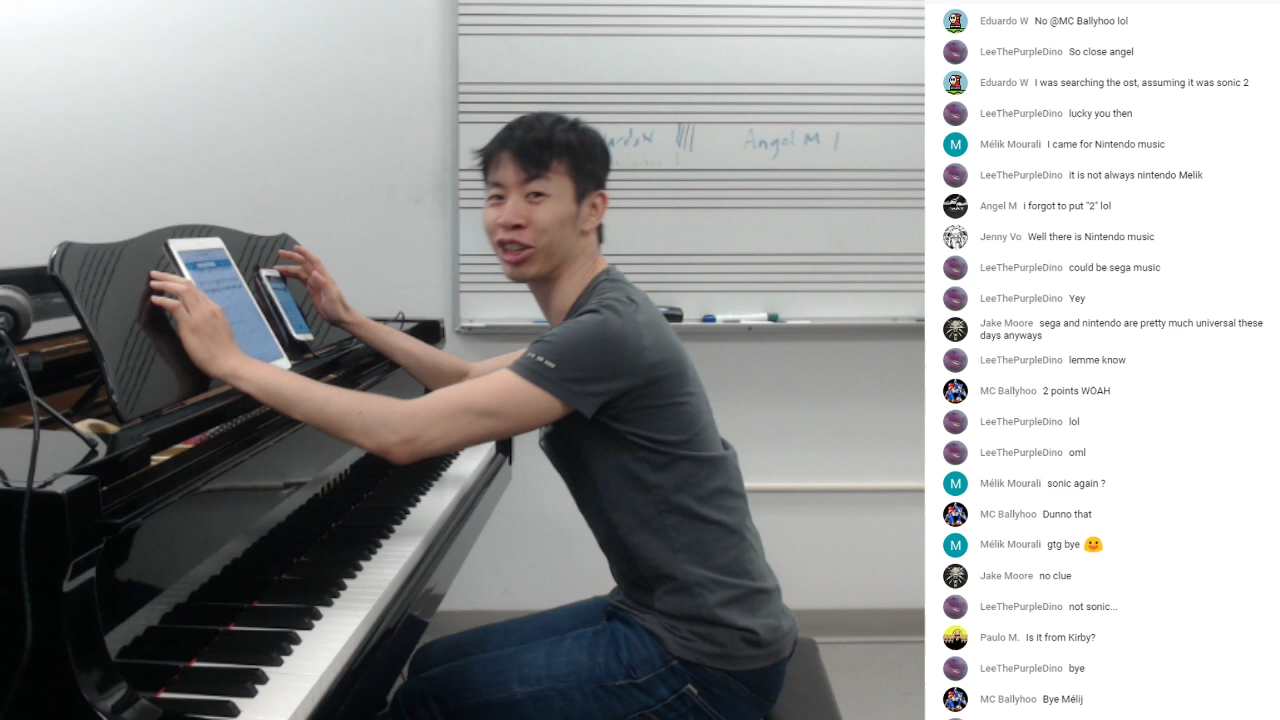 Eduardo W No @MC Ballyhoo lol
LeeThePurpleDino So close angel
Eduardo W I was searching the ost, assuming it was sonic 2
LeeThePurpleDino lucky you then
M Mélik Mourali I came for Nintendo music
LeeThePurpleDino it is not always nintendo Melik
Angel M i forgot to put "2" lol
Jenny Vo Well there is Nintendo music
LeeThePurpleDino could be sega music
LeeThePurpleDino Yey
Jake Moore sega and nintendo are pretty much universal these
days anyways
LeeThePurpleDino lemme know
MC Ballyhoo 2 points WOAH
LeeThePurpleDino lol
LeeThePurpleDino oml
M Mélik Mourali sonic again ?
MC Ballyhoo Dunno that
M Mélik Mourali gtg bye
Jake Moore no clue
LeeThePurpleDino not sonic...
Paulo M. Is it from Kirby?
LeeThePurpleDino bye
MC Ballyhoo Bye Mélij
Angel M